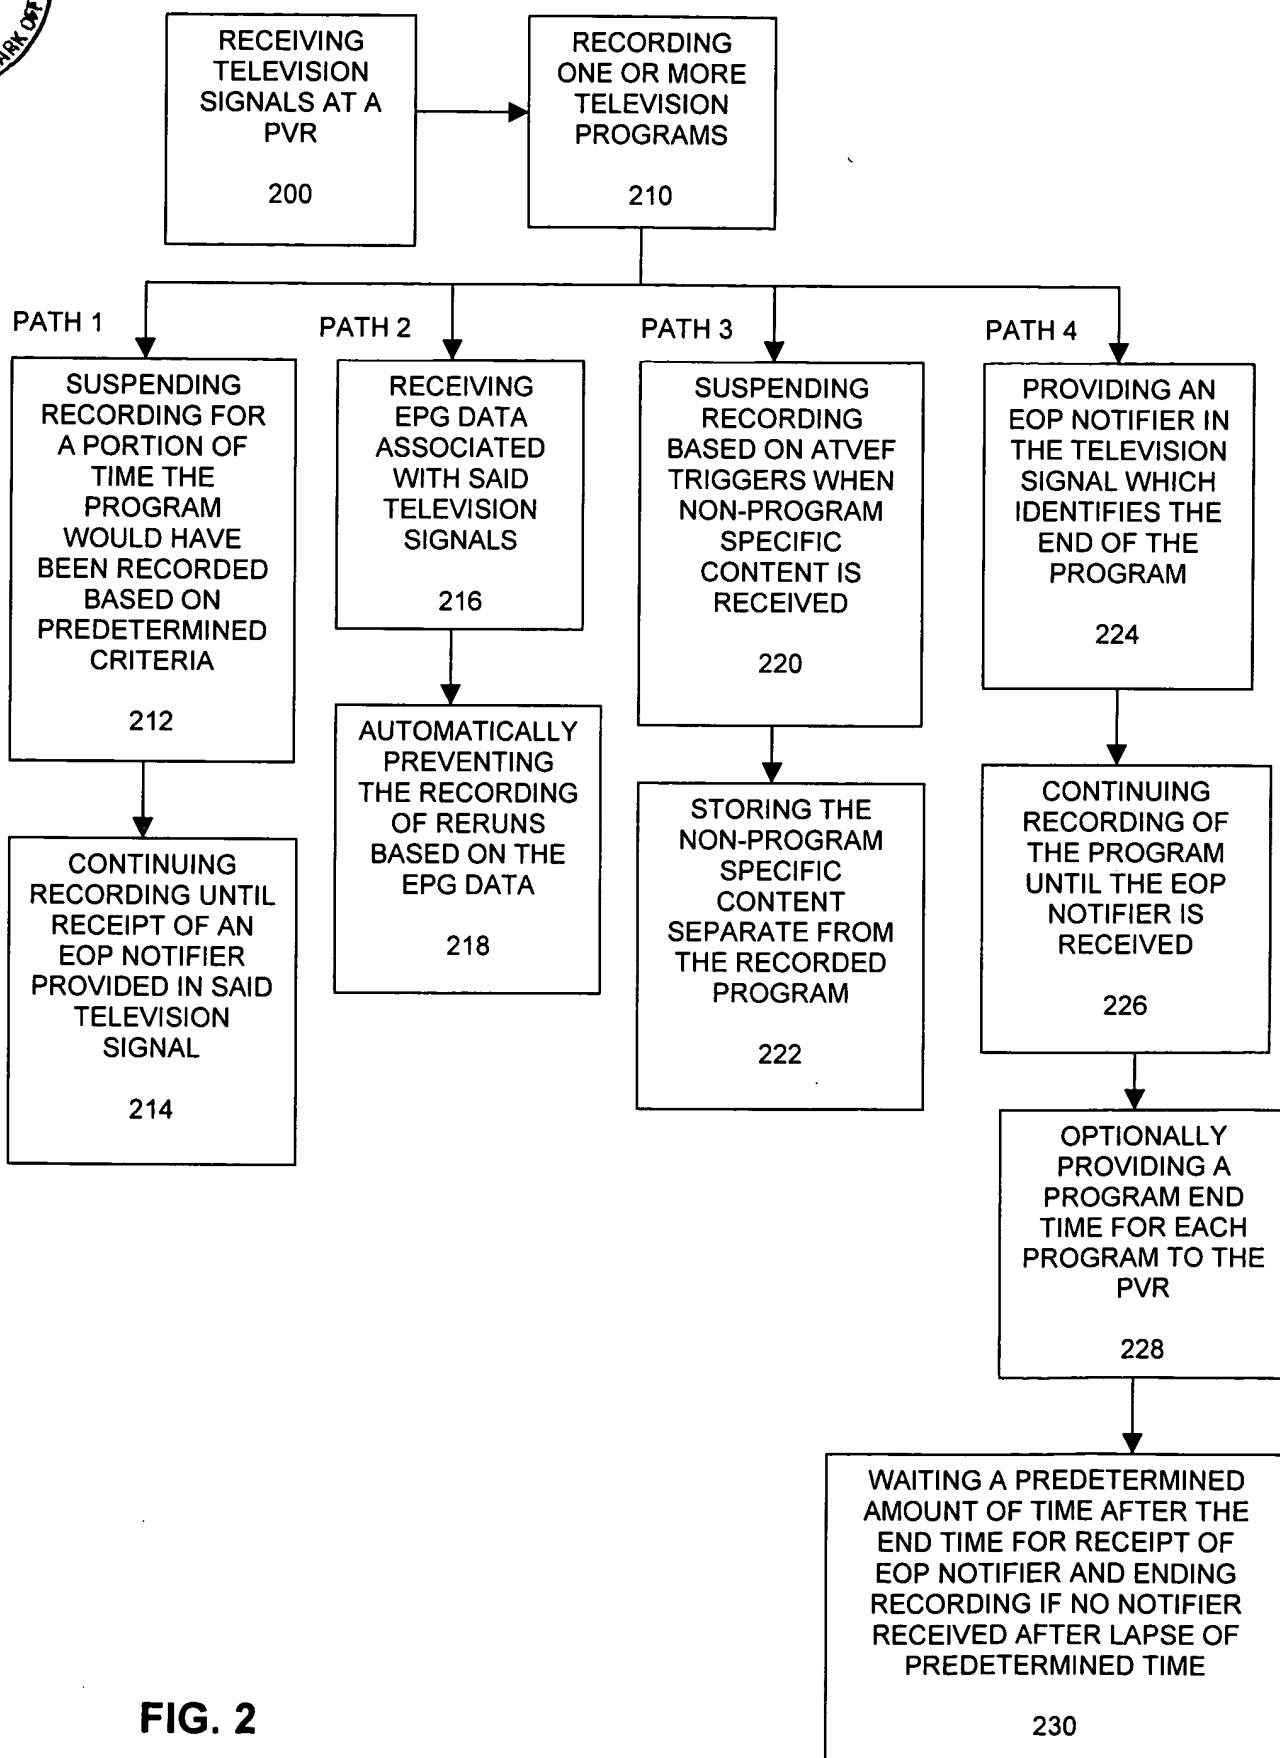 RECEIVING
TELEVISION
SIGNALS AT A
PVR
200
RECORDING
ONE OR MORE
TELEVISION
PROGRAMS
210
PATH 1
SUSPENDING
RECORDING FOR
A PORTION OF
TIME THE
PROGRAM
WOULD HAVE
BEEN RECORDED
BASED ON
PREDETERMINED
CRITERIA
212
CONTINUING
RECORDING UNTIL
RECEIPT OF AN
EOP NOTIFIER
PROVIDED IN SAID
TELEVISION
SIGNAL
214
PATH 2
RECEIVING
EPG DATA
ASSOCIATED
WITH SAID
TELEVISION
SIGNALS
216
AUTOMATICALLY
PREVENTING
THE RECORDING
OF RERUNS
BASED ON THE
EPG DATA
218
PATH 3
SUSPENDING
RECORDING
BASED ON ATVEF
TRIGGERS WHEN
NON-PROGRAM
SPECIFIC
CONTENT IS
RECEIVED
220
STORING THE
NON-PROGRAM
SPECIFIC
CONTENT
SEPARATE FROM
THE RECORDED
PROGRAM
222
PATH 4
PROVIDING AN
EOP NOTIFIER IN
THE TELEVISION
SIGNAL WHICH
IDENTIFIES THE
END OF THE
PROGRAM
224
CONTINUING
RECORDING OF
THE PROGRAM
UNTIL THE EOP
NOTIFIER IS
RECEIVED
226
OPTIONALLY
PROVIDING A
PROGRAM END
TIME FOR EACH
PROGRAM TO THE
PVR
228
WAITING A PREDETERMINED
AMOUNT OF TIME AFTER THE
END TIME FOR RECEIPT OF
EOP NOTIFIER AND ENDING
RECORDING IF NO NOTIFIER
RECEIVED AFTER LAPSE OF
PREDETERMINED TIME
230
FIG. 2